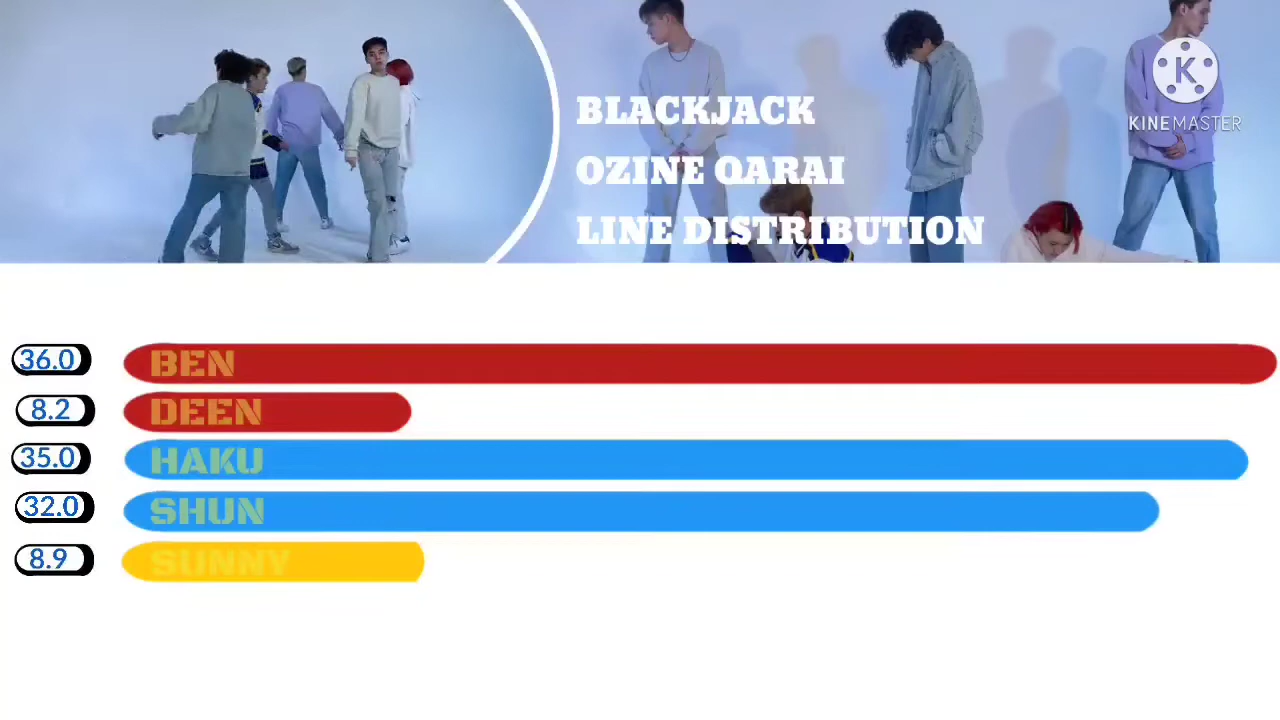 BLACKJACK
OZINE QARAI
LINE DISTRIBUTION
KINEMASTER
36.0 BEN
8.2 DEEN
35.0 HAKU
32.0 SHUN
8.9 SUNNY